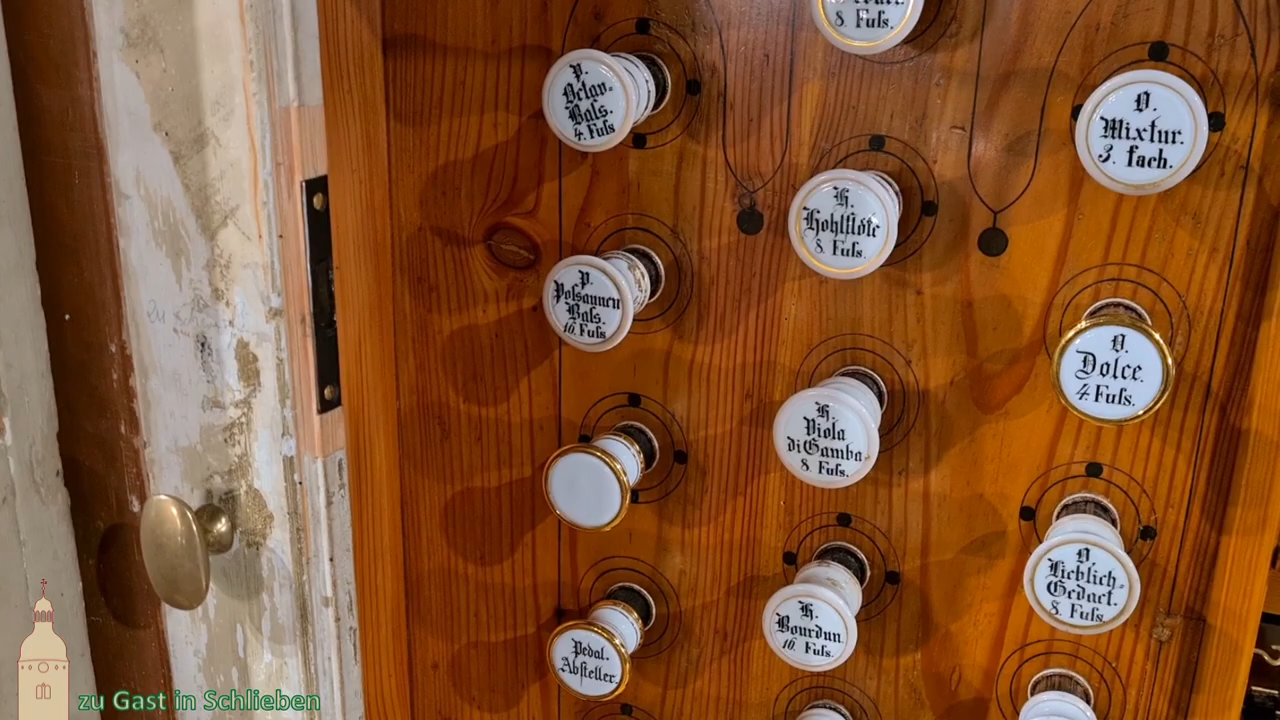 8. Fuſs.
P.
Octav-
Baſs.
4. Fuſs
O.
Mixtur.
3. fach.
H.
Hohlflöte
8. Fuſs.
P.
Poſaunen
Baſs.
16. Fuſs
O.
Dolce.
4 Fuſs.
H.
Viola
di Gamba
8. Fuſs.
O.
Lieblich-
Gedact.
8. Fuſs.
H.
Bourdun.
16. Fuſs.
Pedal.
Abſteller.
zu Gast in Schlieben